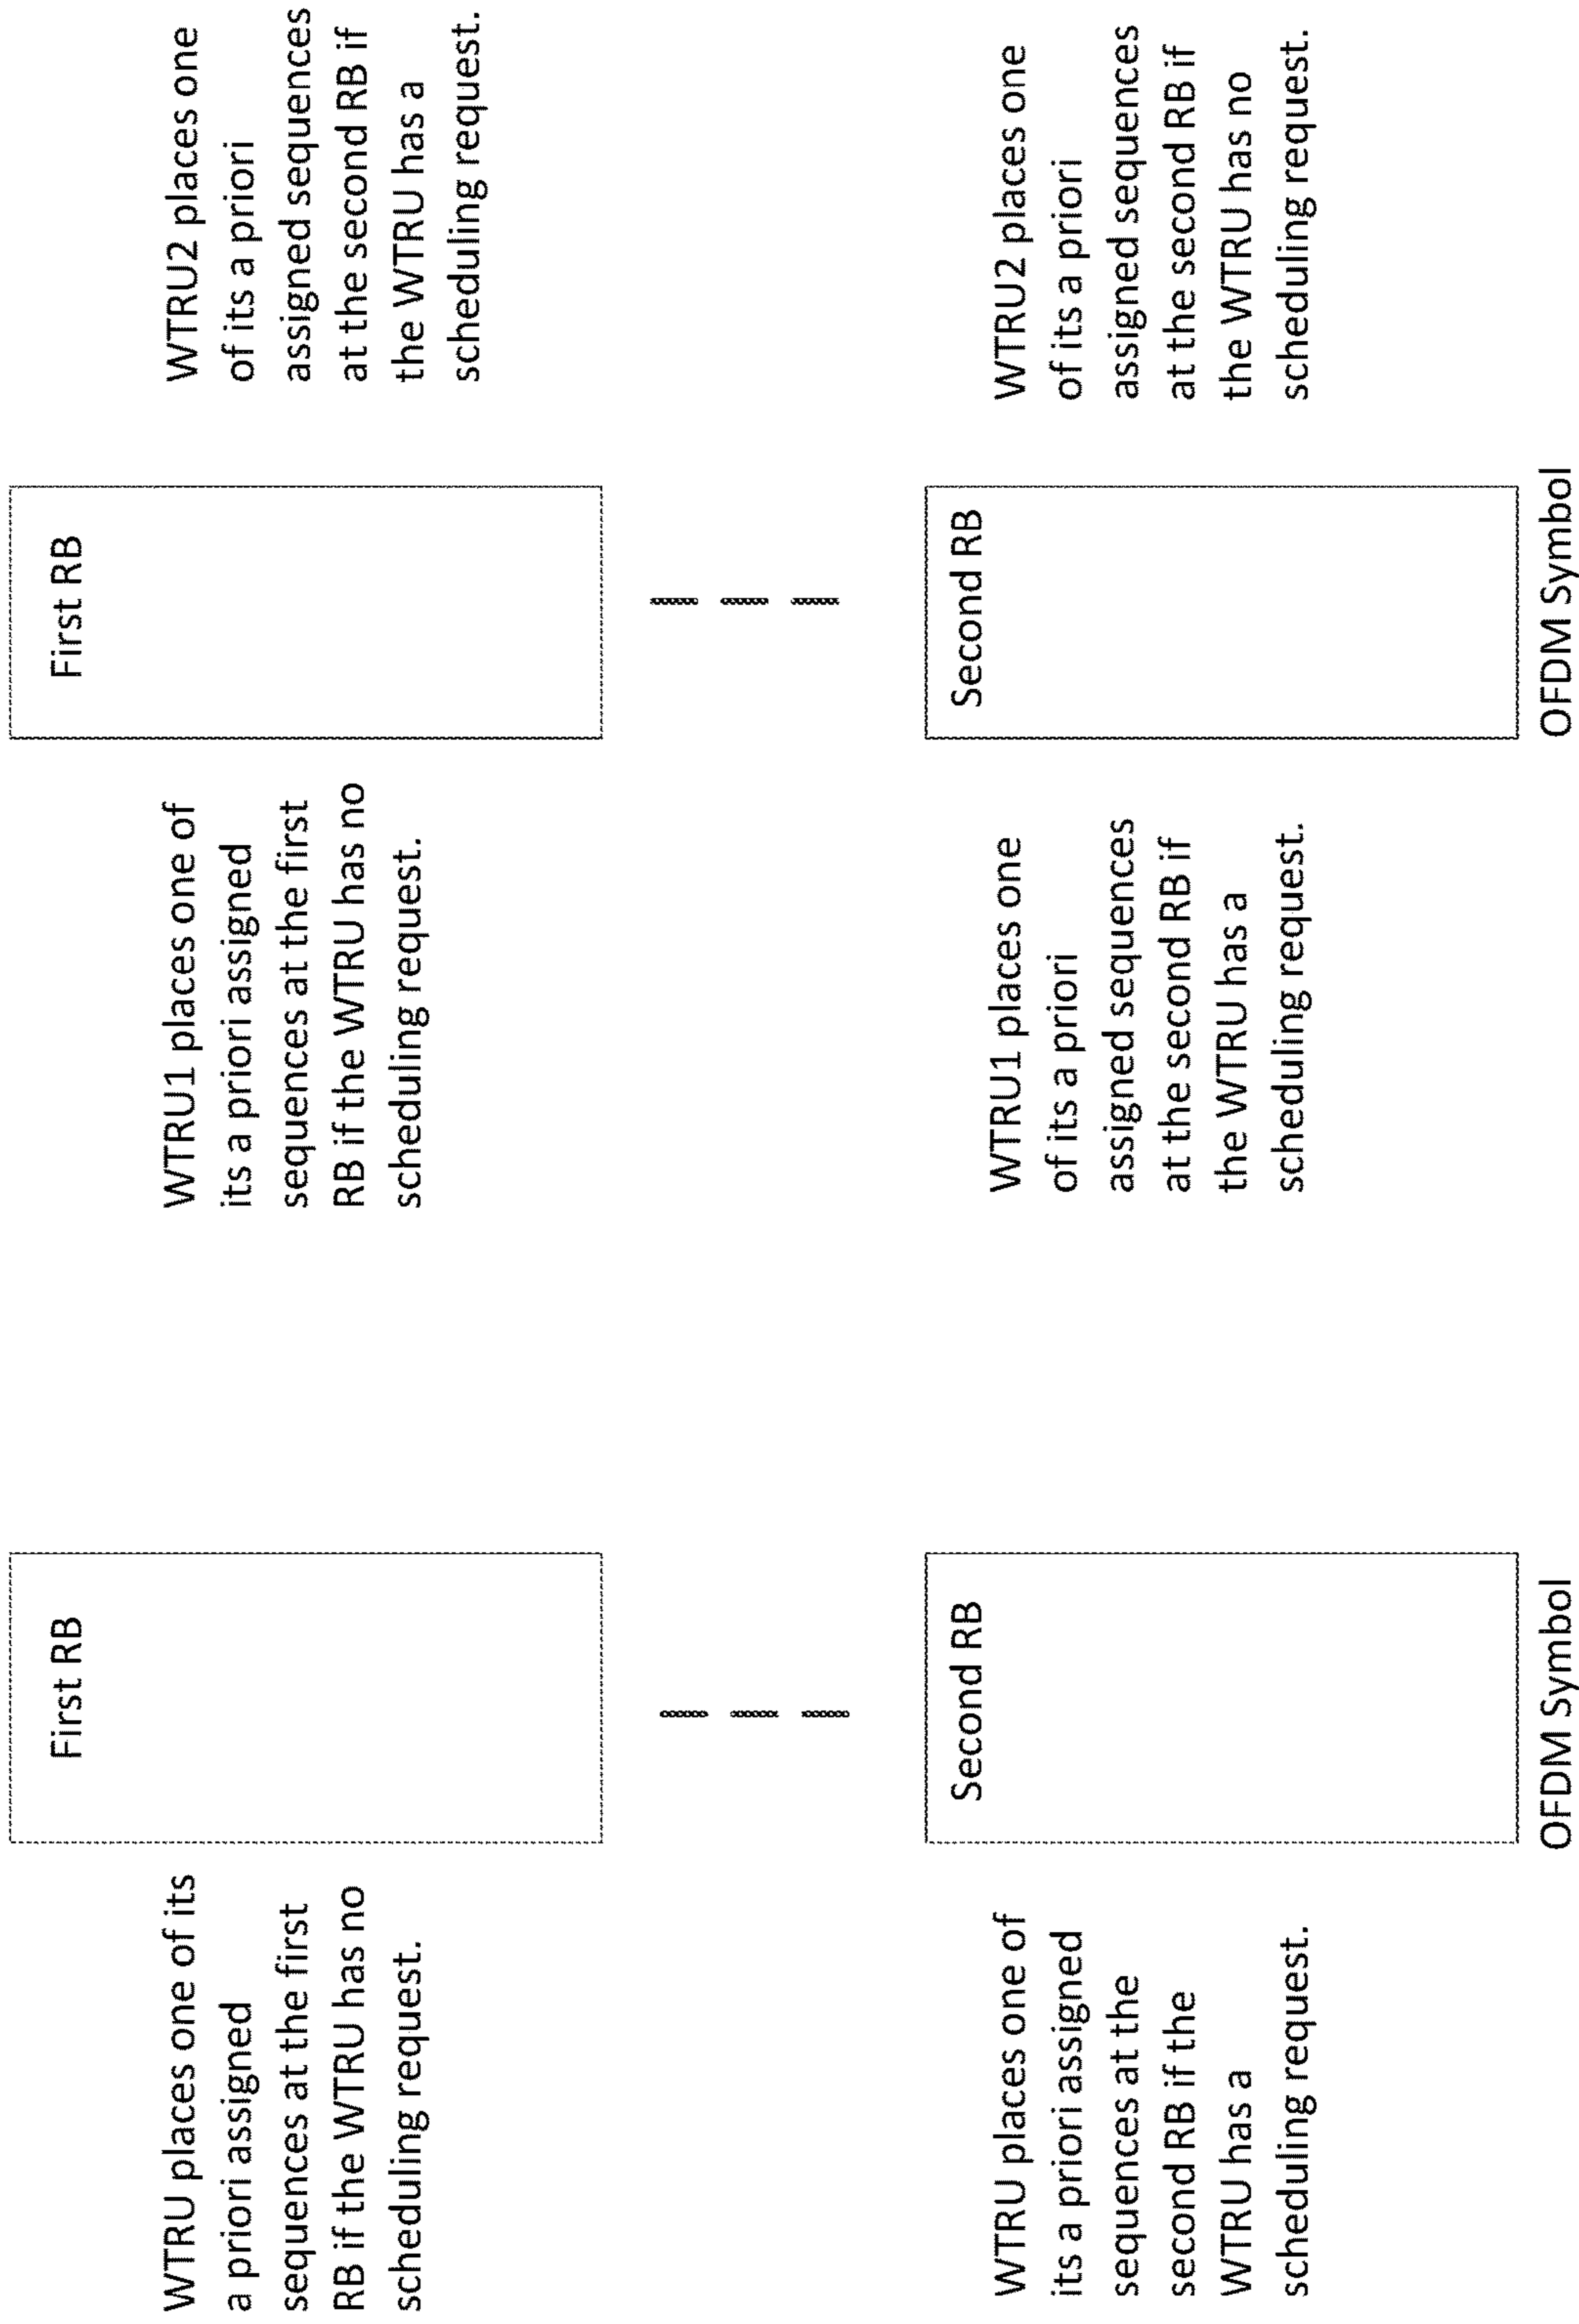 First RB
WTRU places one of its
a priori assigned
sequences at the first
RB if the WTRU has no
scheduling request.
Second RB
WTRU places one of
its a priori assigned
sequences at the
second RB if the
WTRU has a
scheduling request.
OFDM Symbol
First RB
WTRU1 places one of
its a priori assigned
sequences at the first
RB if the WTRU has no
scheduling request.
WTRU2 places one
of its a priori
assigned sequences
at the second RB if
the WTRU has a
scheduling request.
Second RB
WTRU1 places one
of its a priori
assigned sequences
at the second RB if
the WTRU has a
scheduling request.
WTRU2 places one
of its a priori
assigned sequences
at the second RB if
the WTRU has no
scheduling request.
OFDM Symbol